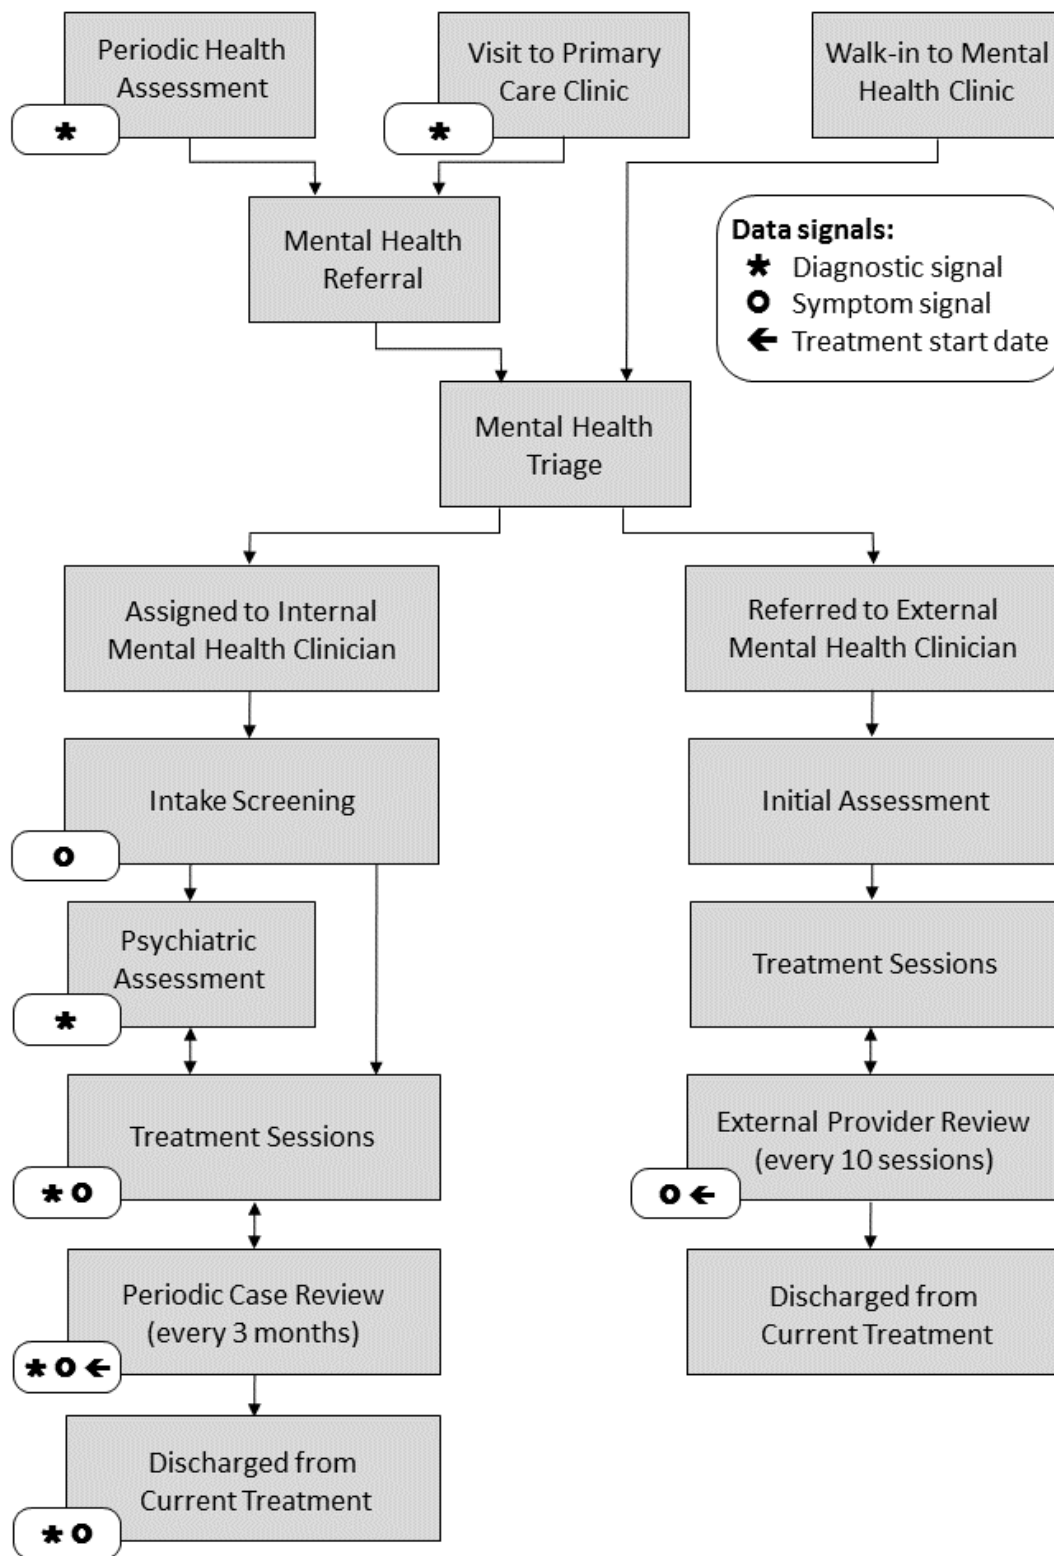 Periodic Health
Assessment
*
Visit to Primary
Care Clinic
*
Walk-in to Mental
Health Clinic
Mental Health
Referral
Data signals:
* Diagnostic signal
o Symptom signal
← Treatment start date
Mental Health
Triage
Assigned to Internal
Mental Health Clinician
Referred to External
Mental Health Clinician
Intake Screening
o
Initial Assessment
Psychiatric
Assessment
*
Treatment Sessions
Treatment Sessions
* o
External Provider Review
(every 10 sessions)
o ←
Periodic Case Review
(every 3 months)
* o ←
Discharged from
Current Treatment
Discharged from
Current Treatment
* o